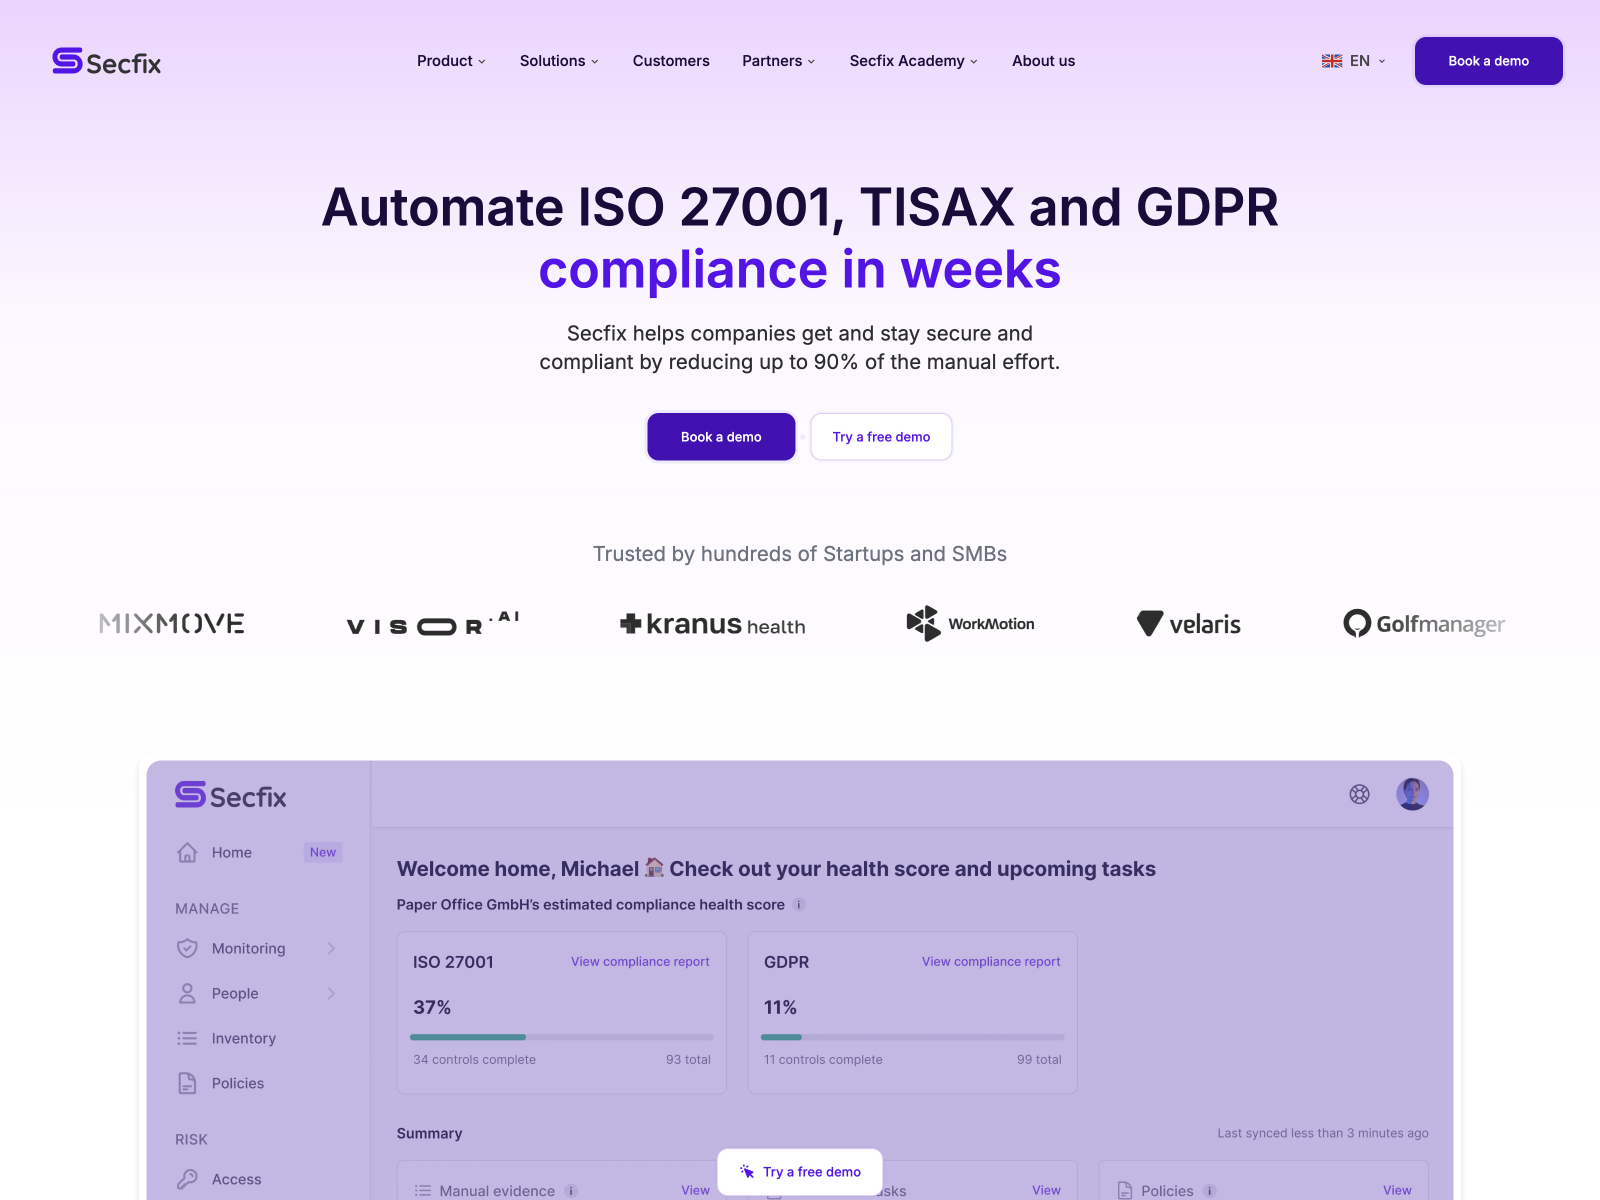 Secfix
Product
Solutions
Customers
Partners
Secfix Academy
About us
EN
Book a demo
Automate ISO 27001, TISAX and GDPR
compliance in weeks
Secfix helps companies get and stay secure and
compliant by reducing up to 90% of the manual effort.
Book a demo
Try a free demo
Trusted by hundreds of Startups and SMBs
MIXMOVE
VISOR.AI
kranus health
WorkMotion
velaris
Golfmanager
Secfix
Home
New
MANAGE
Monitoring
People
Inventory
Policies
RISK
Access
Welcome home, Michael Check out your health score and upcoming tasks
Paper Office GmbH's estimated compliance health score
ISO 27001
View compliance report
37%
34 controls complete
93 total
GDPR
View compliance report
11%
11 controls complete
99 total
Summary
Last synced less than 3 minutes ago
Manual evidence
View
View
Policies
View
Try a free demo